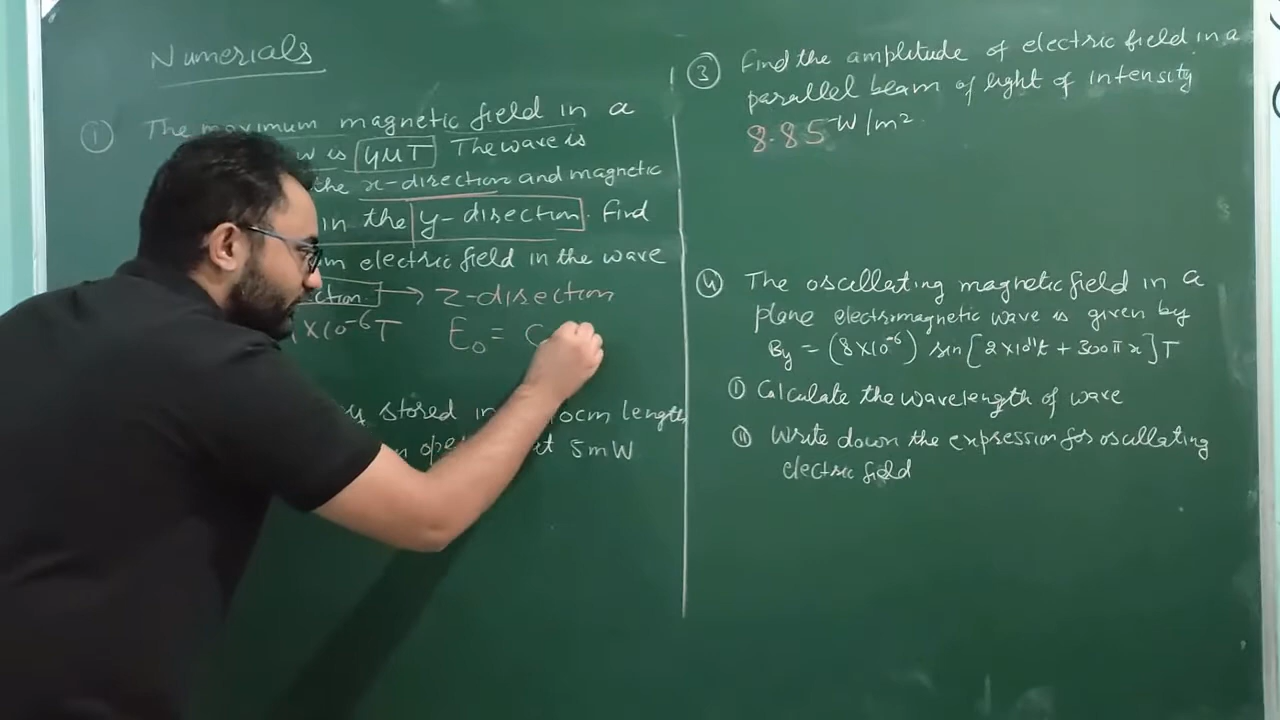 Numerials
① The maximum magnetic field in a
w is 4μT The wave is
the x-direction and magnetic
in the y-direction. Find
m electric field in the wave
ction. → z-direction
×10⁻⁶T E₀ = C
y stored in 10cm length
n ope at 5mW
③ Find the amplitude of electric field in a
parallel beam of light of intensity
8.85 W/m².
④ The oscillating magnetic field in a
plane electromagnetic wave is given by
By = (8×10⁻⁶) sin[2×10¹¹t + 300πx]T
① Calculate the wavelength of wave
⑪ Write down the expression for oscillating
electric field